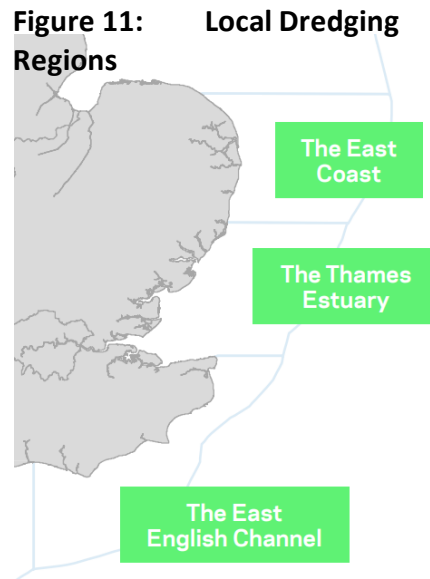 Figure 11: Local Dredging
Regions
The East
Coast
The Thames
Estuary
The East
English Channel